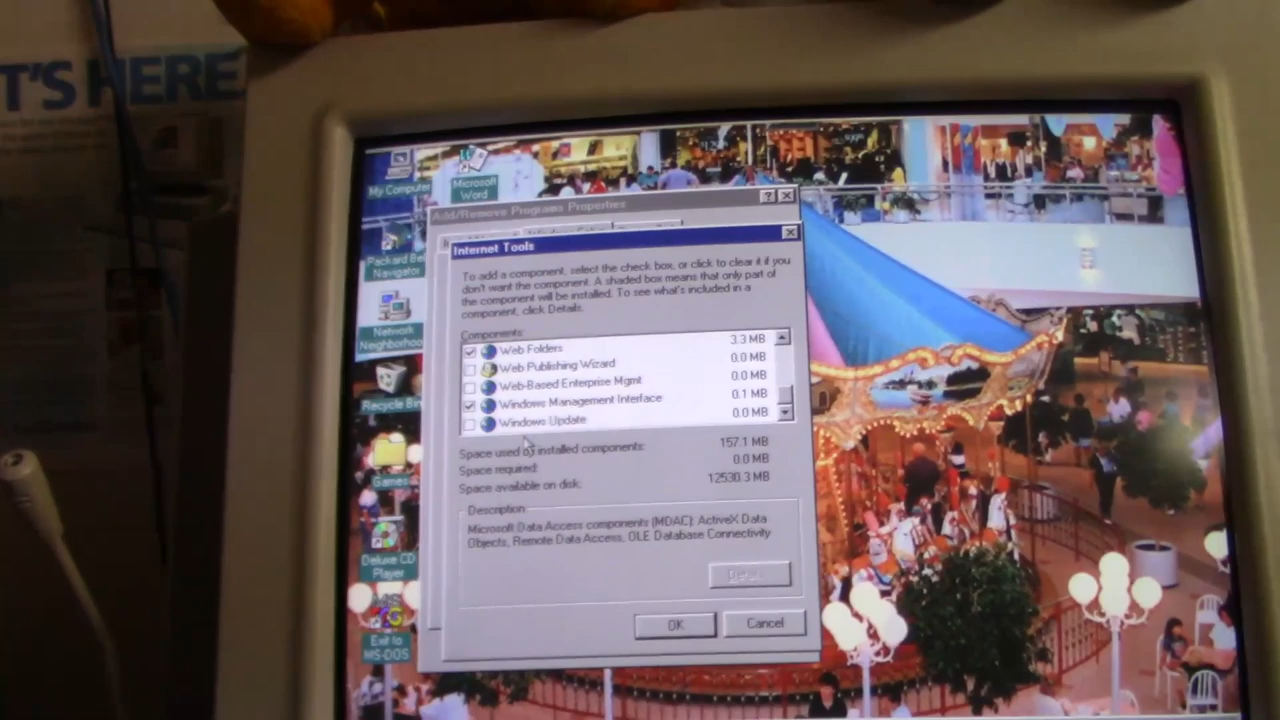 T'S HERE
My Computer
Microsoft
Word
Packard Bell
Navigator
Network
Neighborhoo
Recycle Bin
Games
Deluxe CD
Player
Exit to
MS-DOS
Add/Remove Programs Properties
Internet Tools
To add a component, select the check box, or click to clear it if you
don't want the component. A shaded box means that only part of
the component will be installed. To see what's included in a
component, click Details.
Components:
Web Folders 3.3 MB
Web Publishing Wizard 0.0 MB
Web-Based Enterprise Mgmt 0.0 MB
Windows Management Interface 0.1 MB
Windows Update 0.0 MB
Space used by installed components: 157.1 MB
Space required: 0.0 MB
Space available on disk: 12530.3 MB
Description
Microsoft Data Access components (MDAC): ActiveX Data
Objects, Remote Data Access, OLE Database Connectivity
OK
Cancel